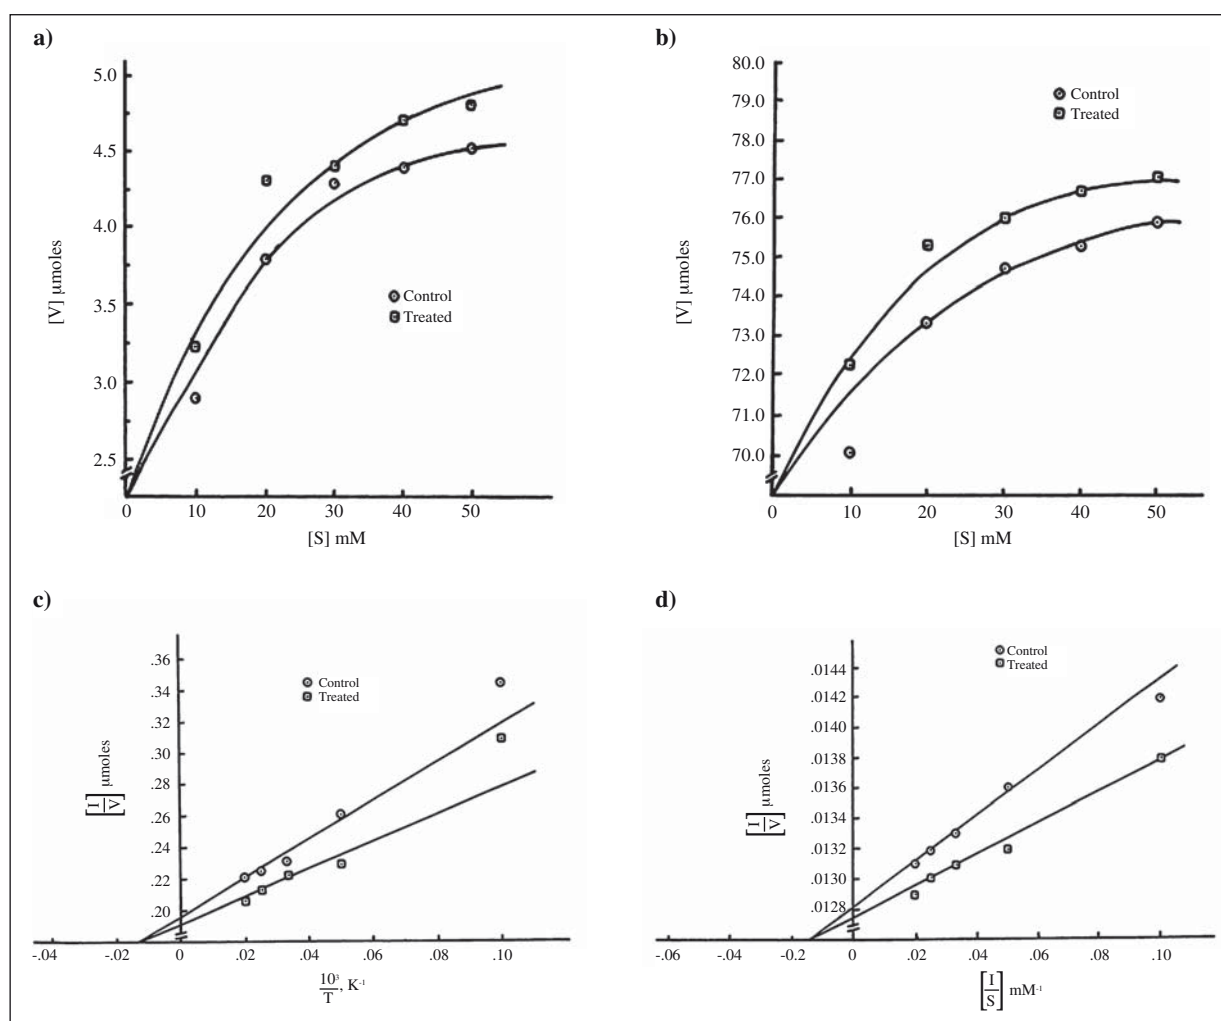 a)
5.0
4.5
4.0
3.5
3.0
2.5
[V] μmoles
Control
Treated
0 10 20 30 40 50
[S] mM
b)
80.0
79.0
78.0
77.0
76.0
75.0
74.0
73.0
72.0
71.0
70.0
[V] μmoles
Control
Treated
0 10 20 30 40 50
[S] mM
c)
.36
.34
.32
.30
.28
.26
.24
.22
.20
[I/V] μmoles
Control
Treated
-.04 -.02 0 .02 .04 .06 .08 .10
10³/T, K⁻¹
d)
.0144
.0142
.0140
.0138
.0136
.0134
.0132
.0130
.0128
[I/V] μmoles
Control
Treated
-.06 -.04 -0.2 0 .02 .04 .06 .08 .10
[I/S] mM⁻¹